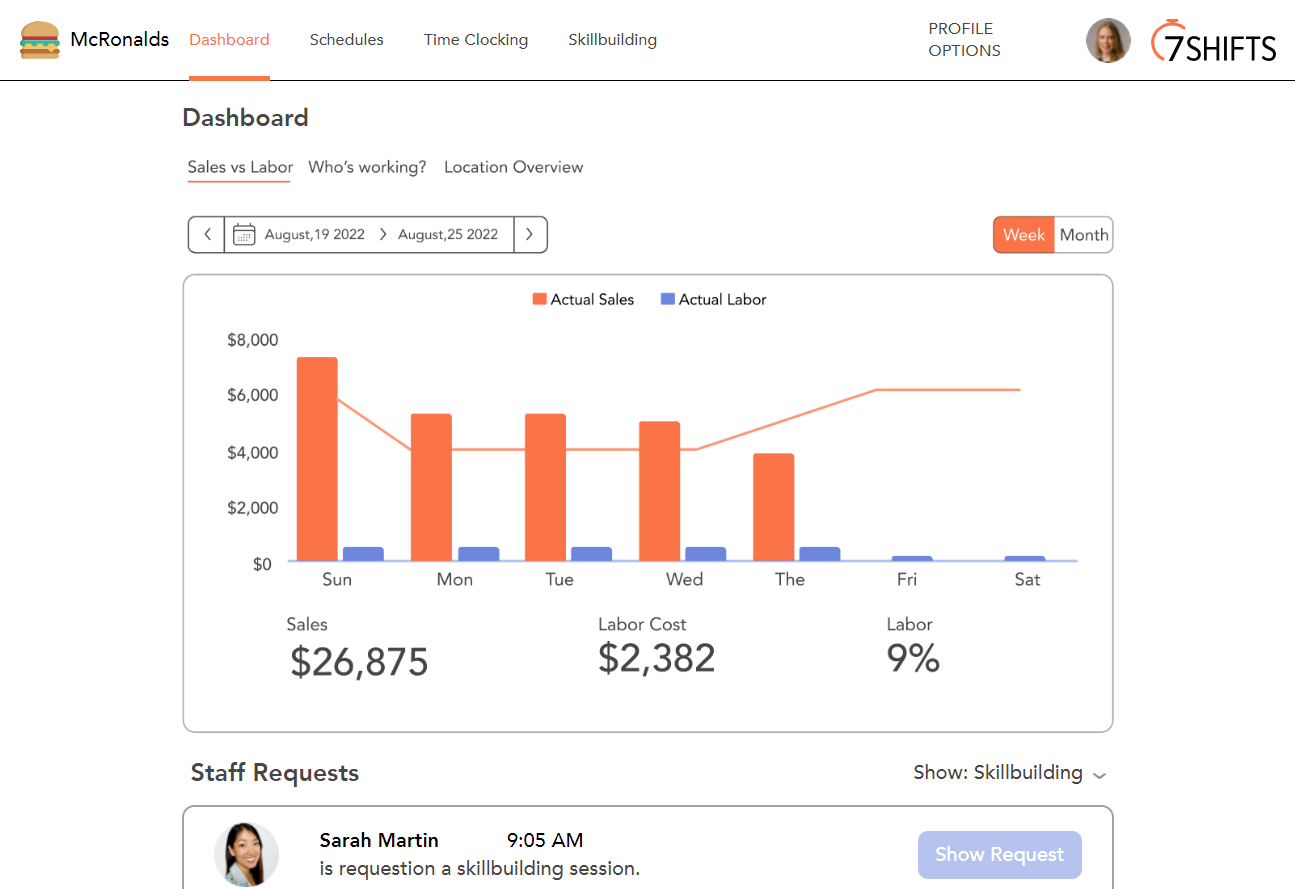 McRonalds Dashboard Schedules Time Clocking Skillbuilding PROFILE OPTIONS 7SHIFTS
Dashboard
Sales vs Labor Who's working? Location Overview
August,19 2022 > August,25 2022
Week Month
Actual Sales Actual Labor
$8,000
$6,000
$4,000
$2,000
$0
Sun Mon Tue Wed The Fri Sat
Sales Labor Cost Labor
$26,875 $2,382 9%
Staff Requests Show: Skillbuilding
Sarah Martin 9:05 AM
is requestion a skillbuilding session.
Show Request